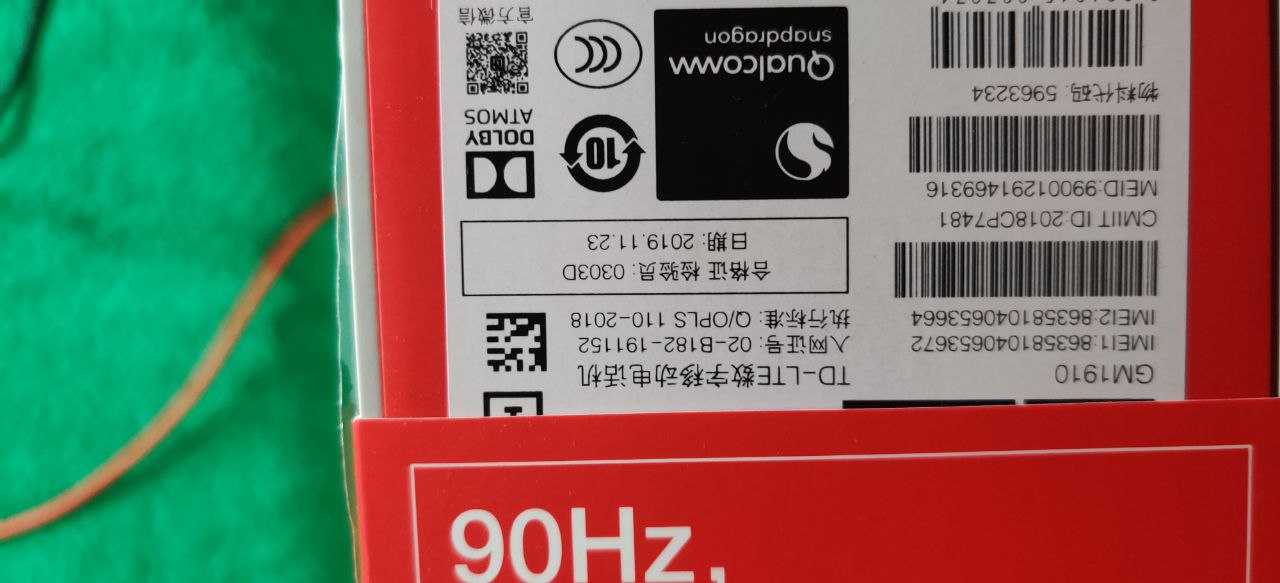 GM1910
IMEI1:863581040653672
IMEI2:863581040653664
CMIIT ID:2018CP7481
MEID:99001291469316
物料代码: 5963234
TD-LTE数字移动电话机
入网证号: 02-B182-191152
执行标准: Q/OPLS 110-2018
合格证 检验员: 0303D
日期: 2019.11.23
Qualcomm
snapdragon
10
CCC
DOLBY
ATMOS
官方微信
90Hz,